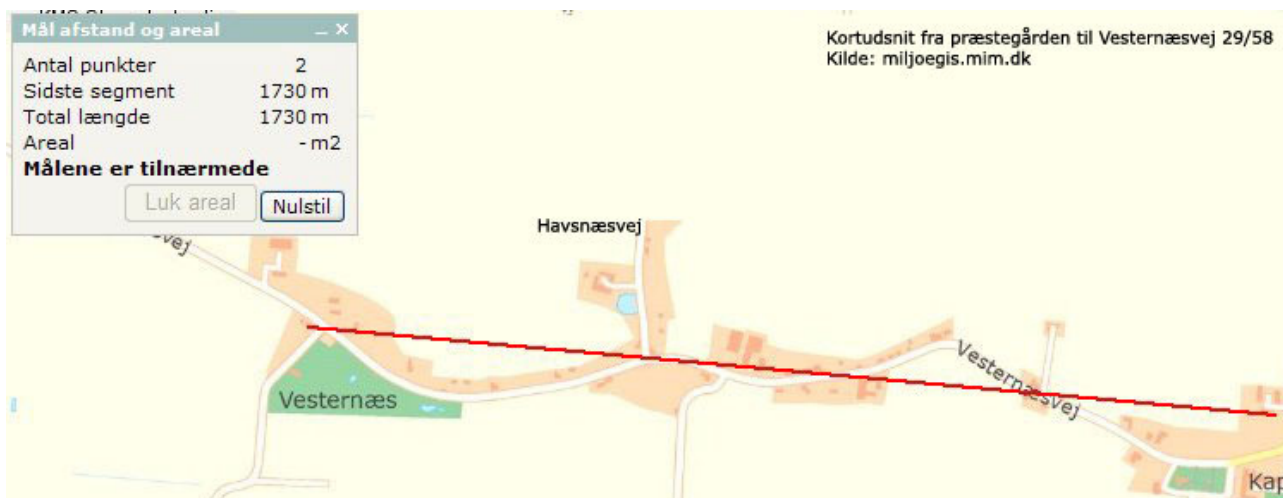 Mål afstand og areal
Antal punkter 2
Sidste segment 1730 m
Total længde 1730 m
Areal - m2
Målene er tilnærmede
Luk areal Nulstil
Kortudsnit fra præstegården til Vesternæsvej 29/58
Kilde: miljoegis.mim.dk
Havsnæsvej
Vesternæsvej
Vesternæs
Kap